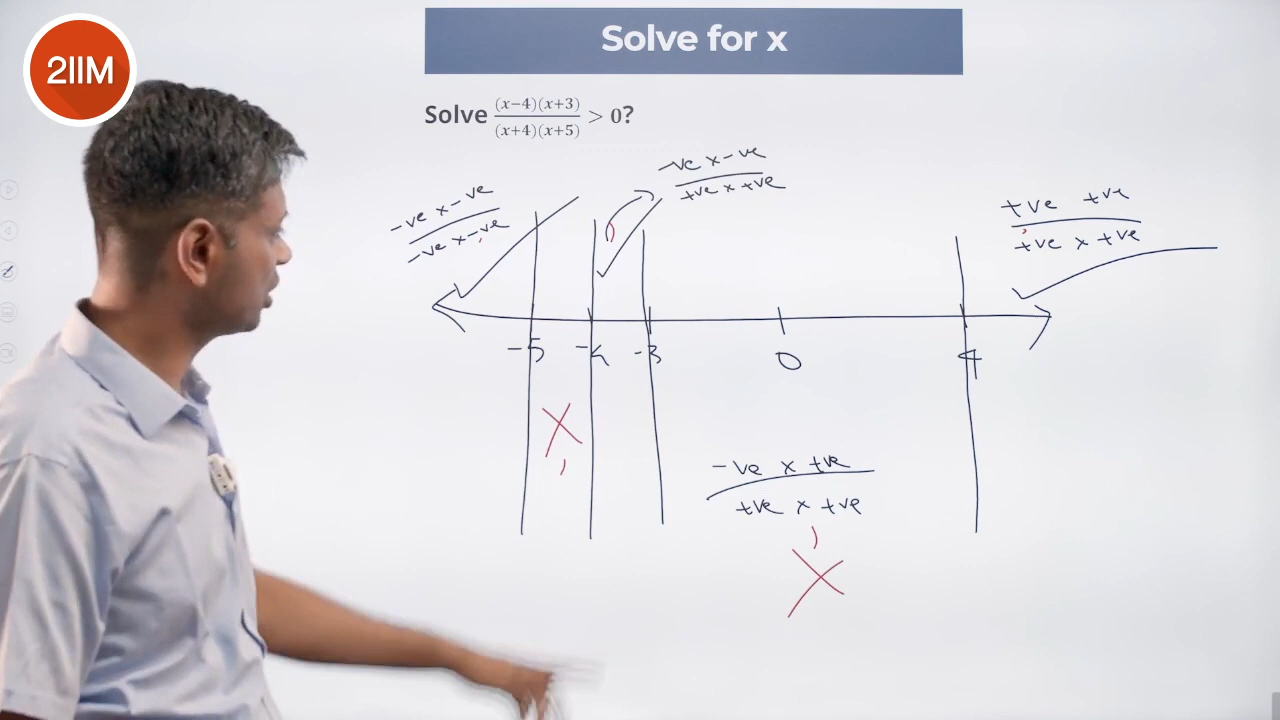 2IIM
Solve for x
Solve \frac{(x−4)(x+3)}{(x+4)(x+5)} > 0?
-ve x -ve
+ve x +ve
-ve x -ve
-ve x -ve
+ve +ve
+ve x +ve
-5 -4 -3 0 4
X
-ve x +ve
+ve x +ve
X